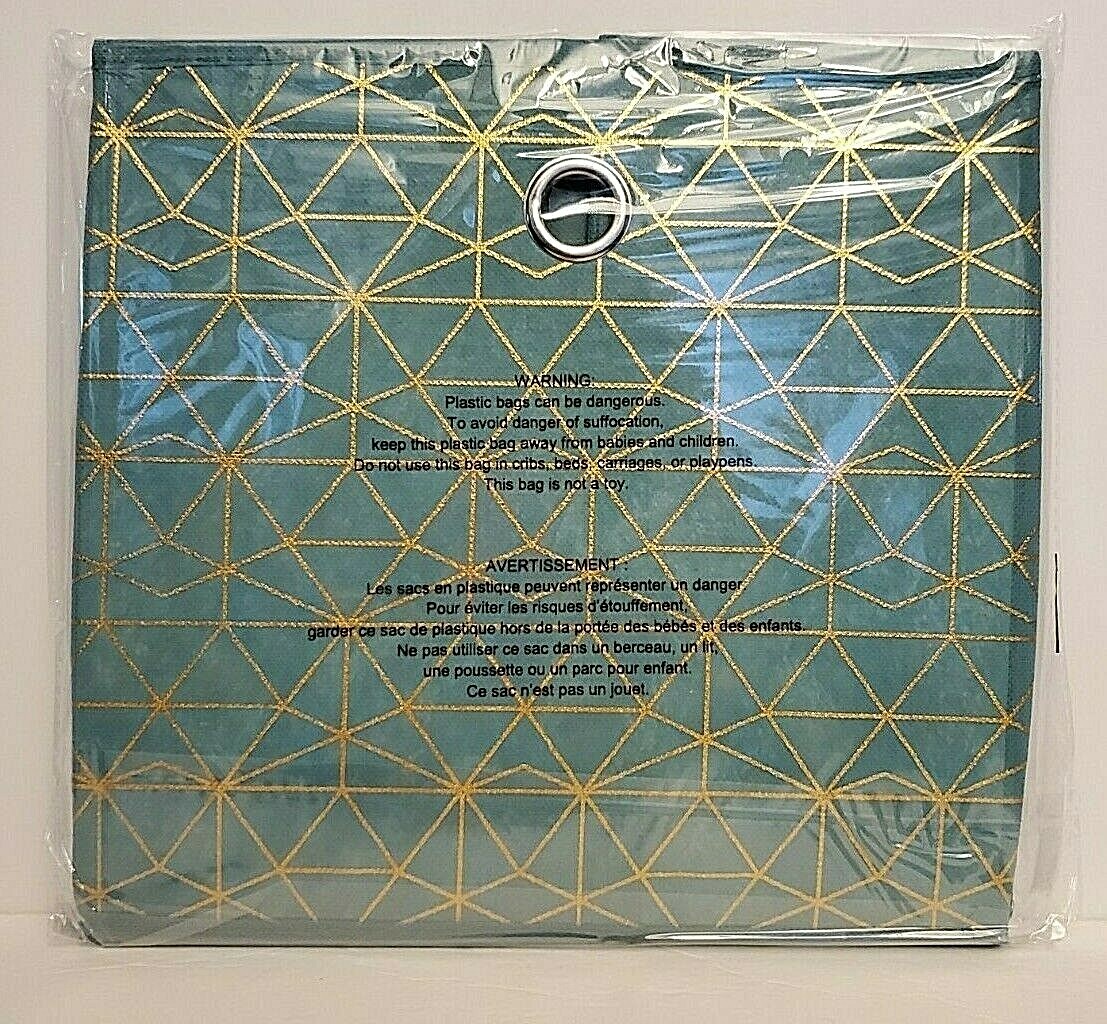 WARNING:
Plastic bags can be dangerous.
To avoid danger of suffocation,
keep this plastic bag away from babies and children.
Do not use this bag in cribs, beds, carriages, or playpens.
This bag is not a toy.
AVERTISSEMENT :
Les sacs en plastique peuvent représenter un danger
Pour éviter les risques d'étouffement,
garder ce sac de plastique hors de la portée des bébés et des enfants.
Ne pas utiliser ce sac dans un berceau, un lit,
une poussette ou un parc pour enfant.
Ce sac n'est pas un jouet.